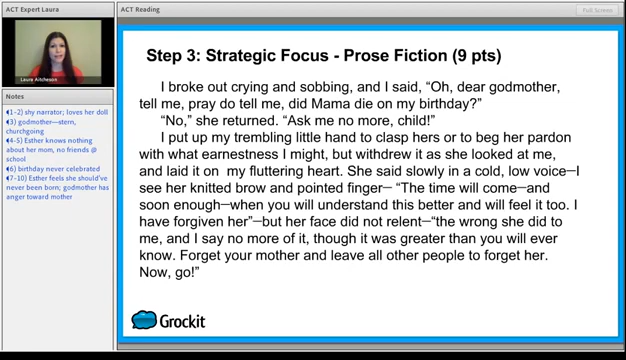 ACT Expert Laura
ACT Reading
Full Screen
Laura Aitcheson
Notes
(1-2) shy narrator; loves her doll
(3) godmother—stern,
churchgoing
(4-5) Esther knows nothing
about her mom, no friends @
school
(6) birthday never celebrated
(7-10) Esther feels she should've
never been born; godmother has
anger toward mother
Step 3: Strategic Focus - Prose Fiction (9 pts)
I broke out crying and sobbing, and I said, “Oh, dear godmother,
tell me, pray do tell me, did Mama die on my birthday?”
“No,” she returned. “Ask me no more, child!”
I put up my trembling little hand to clasp hers or to beg her pardon
with what earnestness I might, but withdrew it as she looked at me,
and laid it on my fluttering heart. She said slowly in a cold, low voice—I
see her knitted brow and pointed finger— “The time will come—and
soon enough—when you will understand this better and will feel it too. I
have forgiven her”—but her face did not relent—“the wrong she did to
me, and I say no more of it, though it was greater than you will ever
know. Forget your mother and leave all other people to forget her.
Now, go!”
Grockit